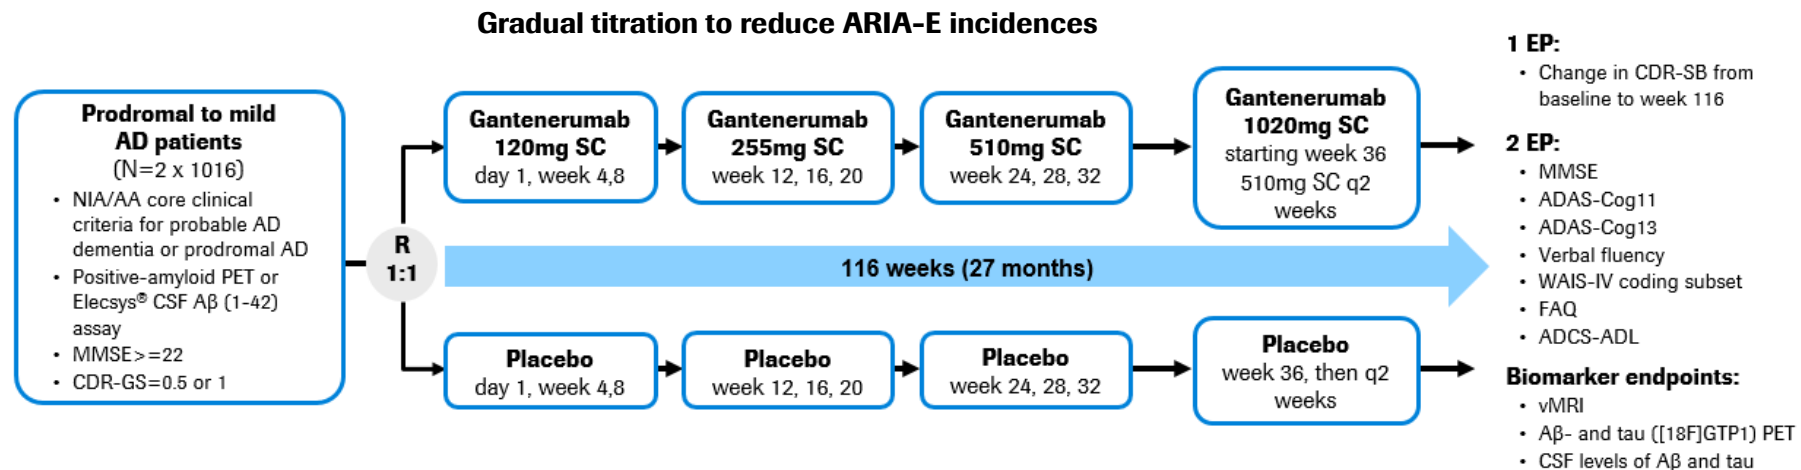 Gradual titration to reduce ARIA-E incidences
Prodromal to mild
AD patients
(N=2 x 1016)
• NIA/AA core clinical
criteria for probable AD
dementia or prodromal AD
• Positive-amyloid PET or
Elecsys® CSF Aβ (1-42)
assay
• MMSE>=22
• CDR-GS=0.5 or 1
R
1:1
Gantenerumab
120mg SC
day 1, week 4,8
Gantenerumab
255mg SC
week 12, 16, 20
Gantenerumab
510mg SC
week 24, 28, 32
Gantenerumab
1020mg SC
starting week 36
510mg SC q2
weeks
116 weeks (27 months)
Placebo
day 1, week 4,8
Placebo
week 12, 16, 20
Placebo
week 24, 28, 32
Placebo
week 36, then q2
weeks
1 EP:
• Change in CDR-SB from
baseline to week 116
2 EP:
• MMSE
• ADAS-Cog11
• ADAS-Cog13
• Verbal fluency
• WAIS-IV coding subset
• FAQ
• ADCS-ADL
Biomarker endpoints:
• vMRI
• Aβ- and tau ([18F]GTP1) PET
• CSF levels of Aβ and tau